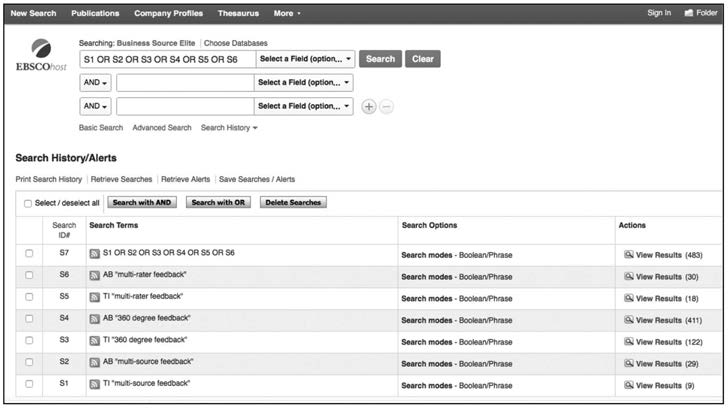 New Search Publications Company Profiles Thesaurus More Sign In Folder
Searching: Business Source Elite Choose Databases
EBSCOhost
S1 OR S2 OR S3 OR S4 OR S5 OR S6 Select a Field (option... Search Clear
AND Select a Field (option...
AND Select a Field (option...
Basic Search Advanced Search Search History
Search History/Alerts
Print Search History Retrieve Searches Retrieve Alerts Save Searches / Alerts
Select / deselect all Search with AND Search with OR Delete Searches
Search ID# Search Terms Search Options Actions
S7 S1 OR S2 OR S3 OR S4 OR S5 OR S6 Search modes - Boolean/Phrase View Results (483)
S6 AB "multi-rater feedback" Search modes - Boolean/Phrase View Results (30)
S5 TI "multi-rater feedback" Search modes - Boolean/Phrase View Results (18)
S4 AB "360 degree feedback" Search modes - Boolean/Phrase View Results (411)
S3 TI "360 degree feedback" Search modes - Boolean/Phrase View Results (122)
S2 AB "multi-source feedback" Search modes - Boolean/Phrase View Results (29)
S1 TI "multi-source feedback" Search modes - Boolean/Phrase View Results (9)